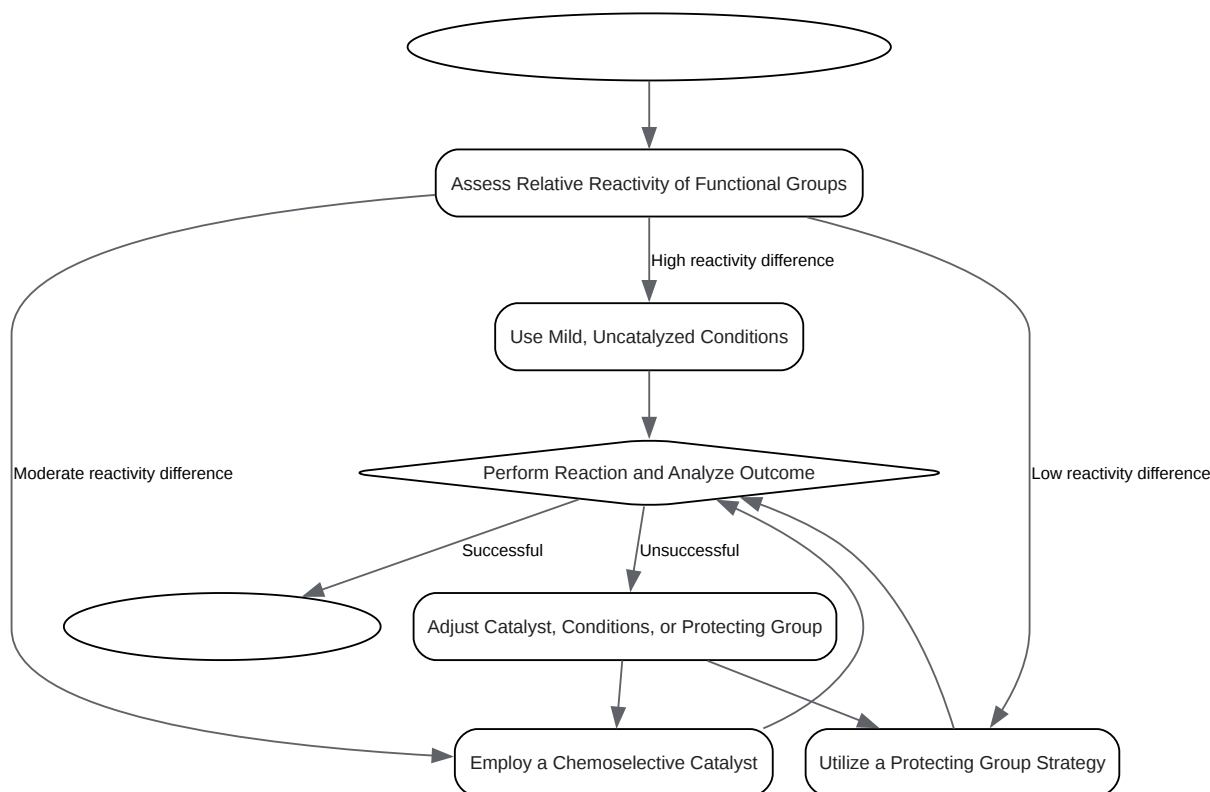 Assess Relative Reactivity of Functional Groups
High reactivity difference
Use Mild, Uncatalyzed Conditions
Moderate reactivity difference
Perform Reaction and Analyze Outcome
Low reactivity difference
Successful
Unsuccessful
Adjust Catalyst, Conditions, or Protecting Group
Employ a Chemoselective Catalyst
Utilize a Protecting Group Strategy